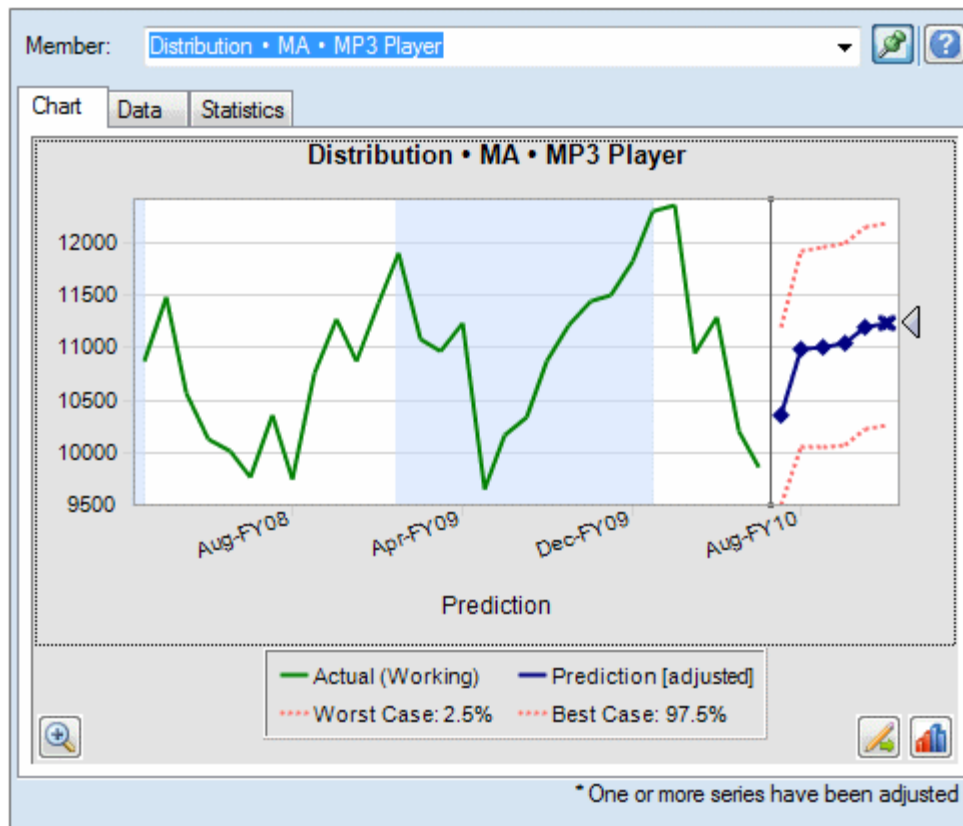 Member: Distribution • MA • MP3 Player
Chart Data Statistics
Distribution • MA • MP3 Player
12000
11500
11000
10500
10000
9500
Aug-FY08 Apr-FY09 Dec-FY09 Aug-FY10
Prediction
Actual (Working) Prediction [adjusted]
Worst Case: 2.5% Best Case: 97.5%
* One or more series have been adjusted